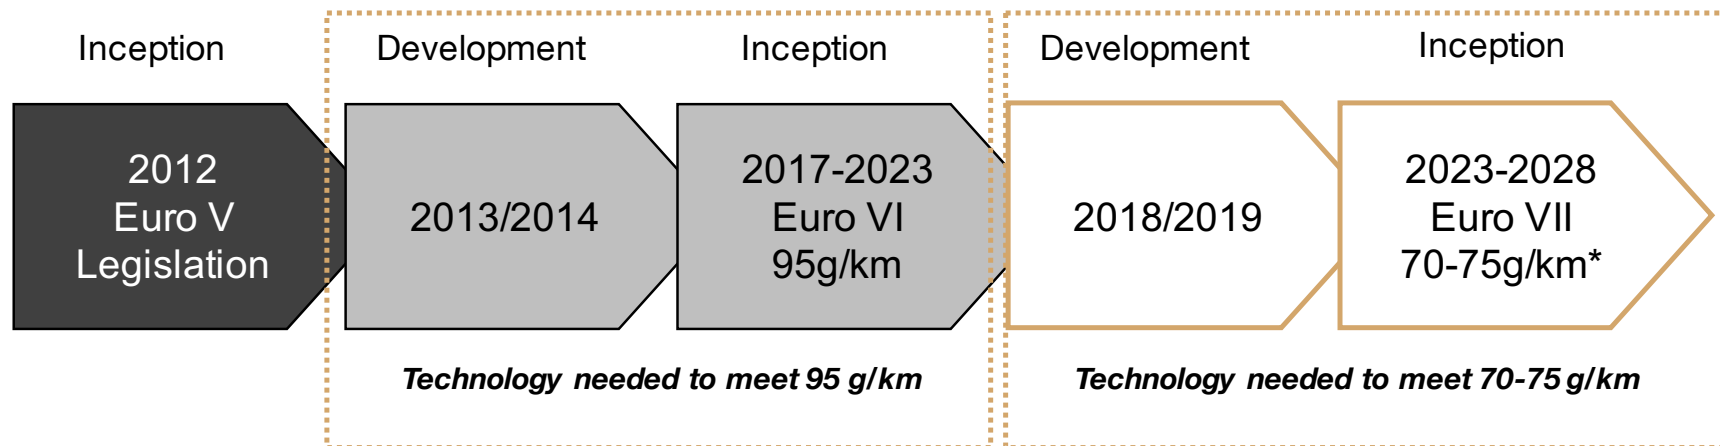 Inception
Development
Inception
Development
Inception
2012
Euro V
Legislation
2013/2014
2017-2023
Euro VI
95g/km
2018/2019
2023-2028
Euro VII
70-75g/km*
Technology needed to meet 95 g/km
Technology needed to meet 70-75 g/km